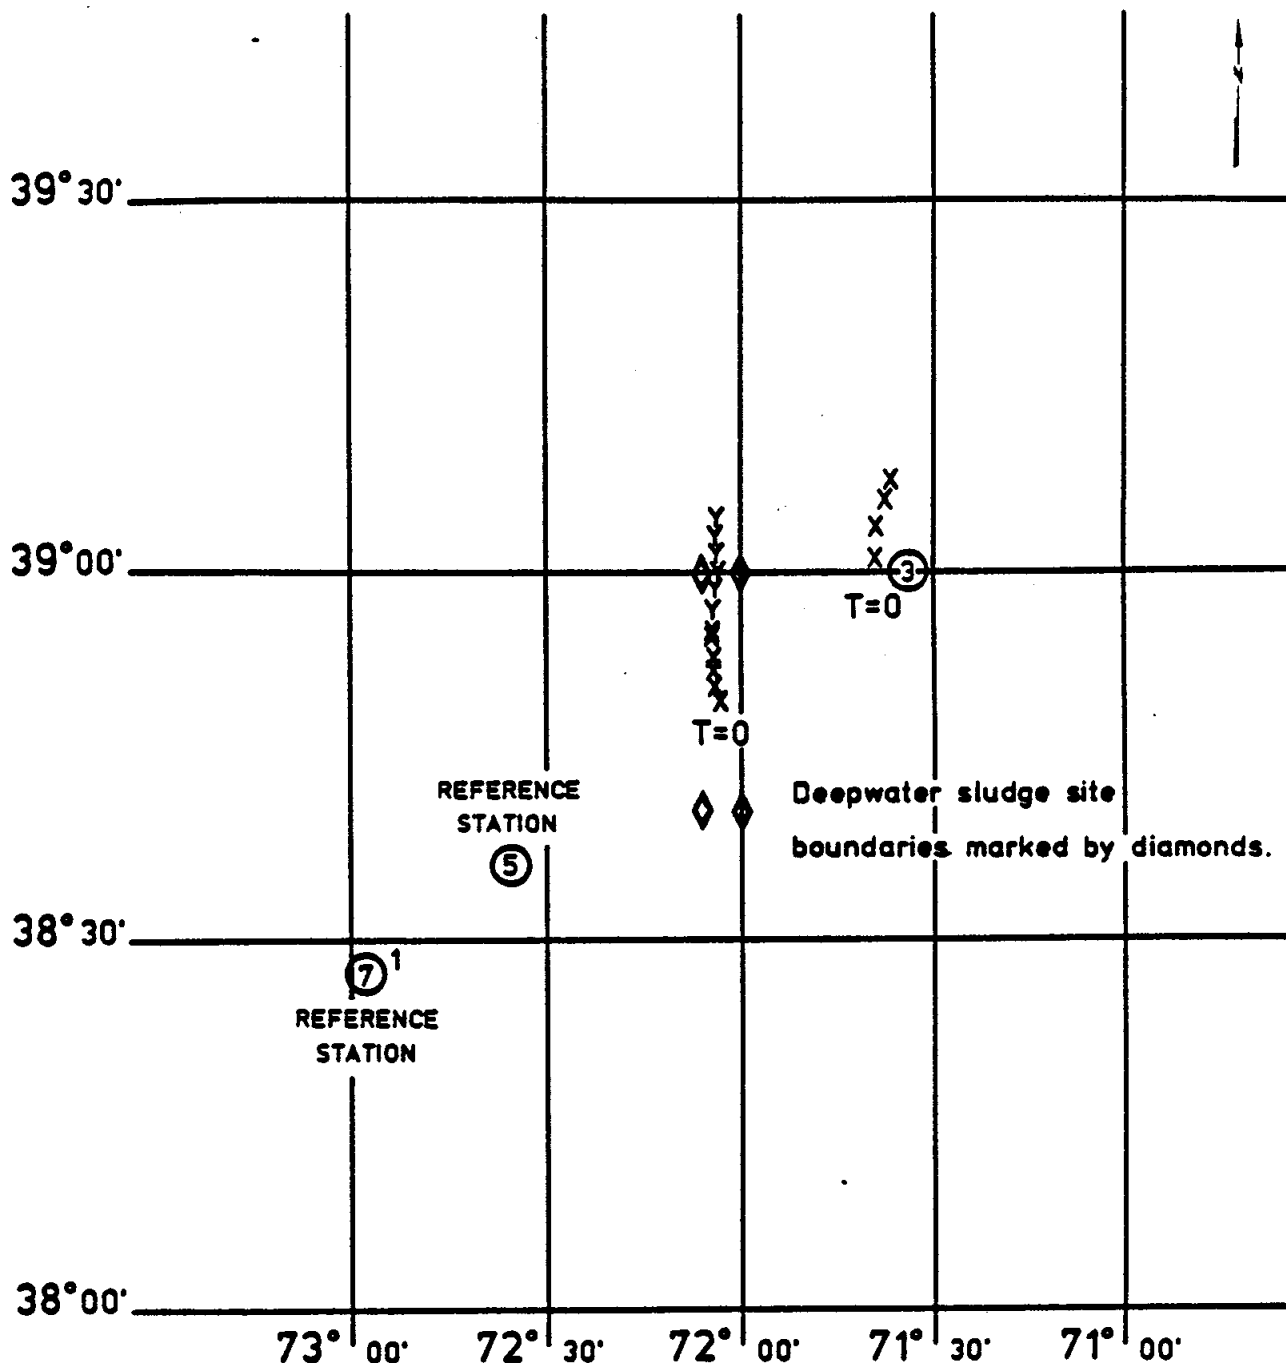 N
39°30'
X
X
Y
Y
X
Y
X
39°00'
3
Y
T=0
Y
X
X
X
T=0
REFERENCE
STATION
Deepwater sludge site
boundaries marked by diamonds.
5
38°30'
7 1
REFERENCE
STATION
38°00'
73°00' 72°30' 72°00' 71°30' 71°00'